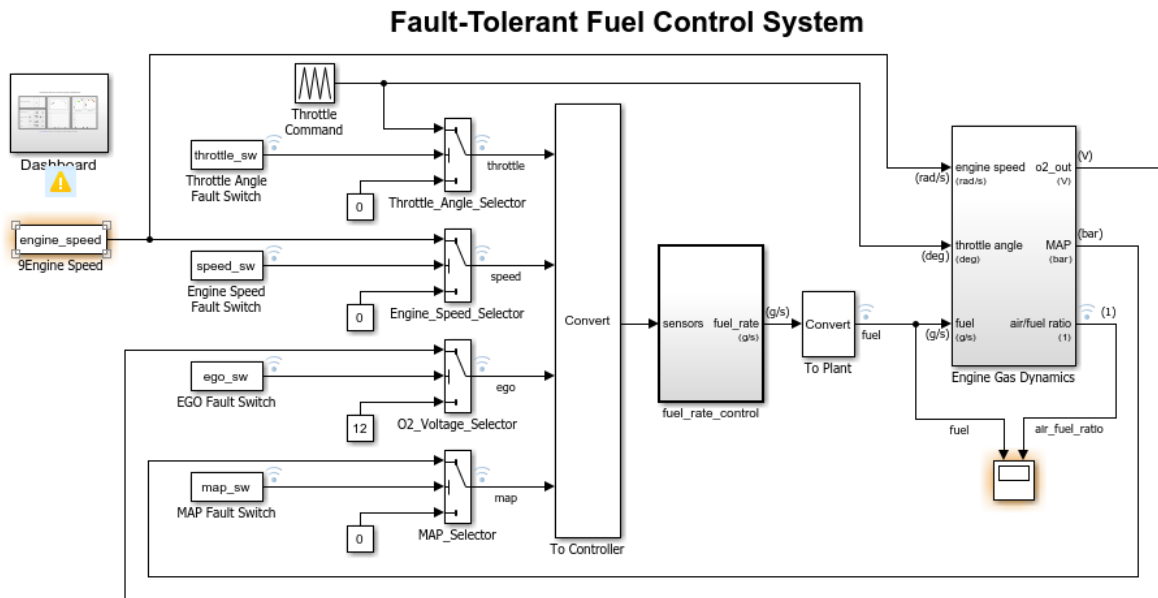 Fault-Tolerant Fuel Control System
Dashboard
Throttle
Command
throttle_sw
Throttle Angle
Fault Switch
0
throttle
Throttle_Angle_Selector
engine_speed
9Engine Speed
speed_sw
Engine Speed
Fault Switch
0
speed
Engine_Speed_Selector
ego_sw
EGO Fault Switch
12
ego
O2_Voltage_Selector
map_sw
MAP Fault Switch
0
map
MAP_Selector
Convert
To Controller
sensors
fuel_rate
(g/s)
fuel_rate_control
(g/s)
Convert
To Plant
fuel
(rad/s)
(deg)
(g/s)
engine speed
(rad/s)
throttle angle
(deg)
fuel
(g/s)
o2_out
(V)
MAP
(bar)
air/fuel ratio
(1)
Engine Gas Dynamics
(V)
(bar)
(1)
fuel
air_fuel_ratio